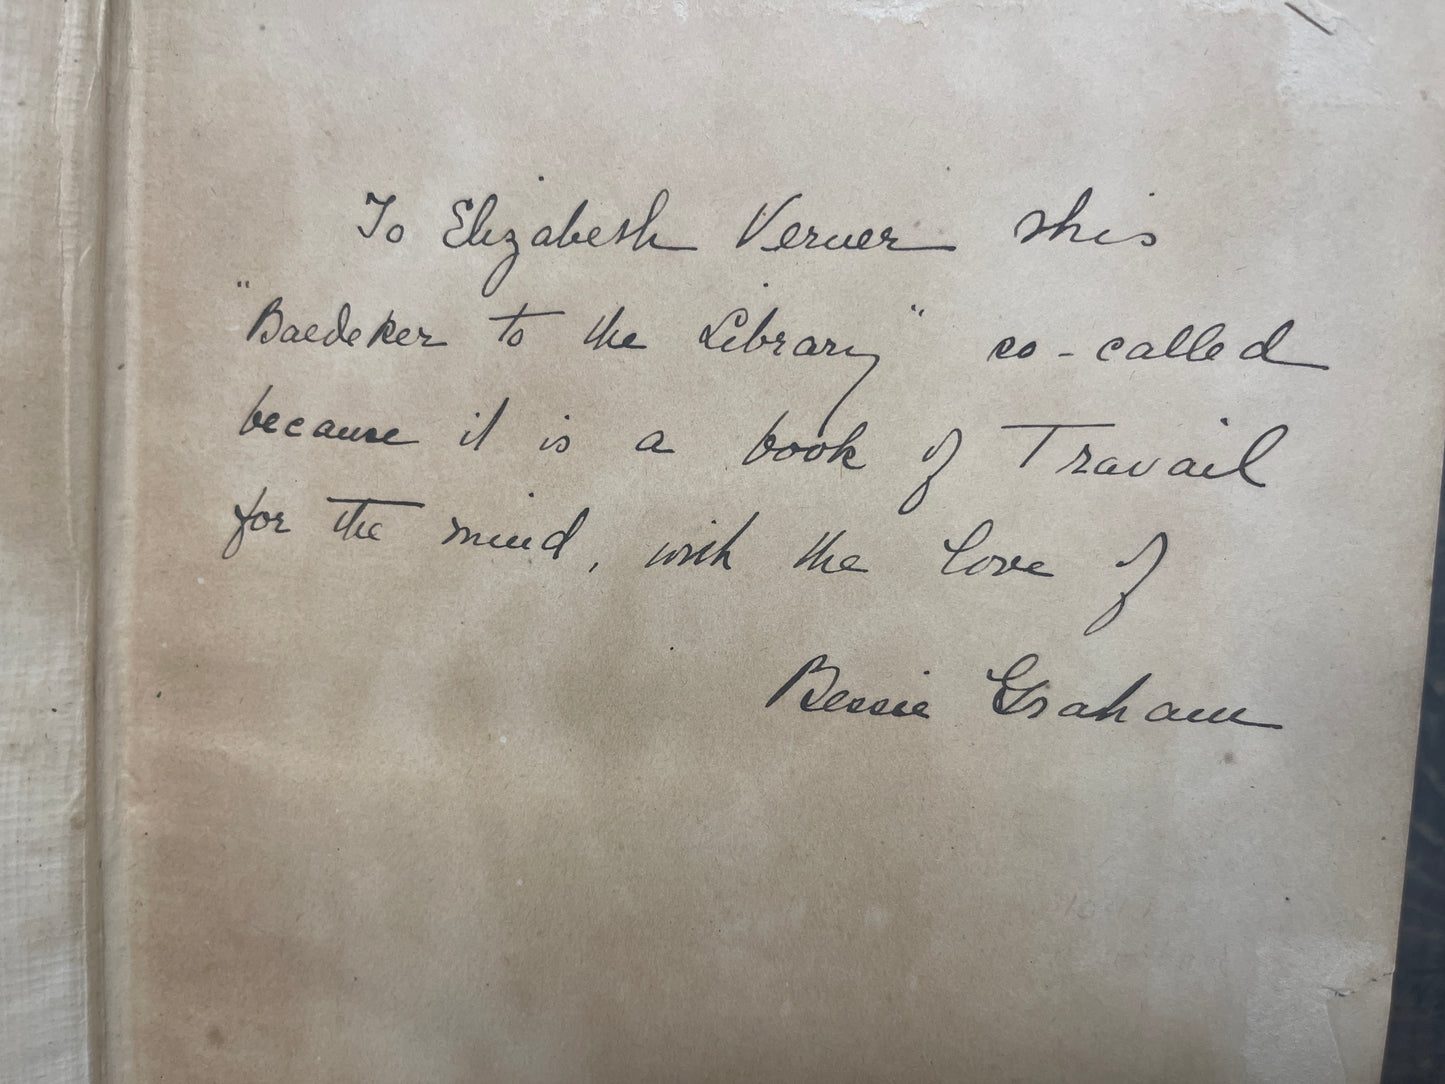 To Elizabeth Verner this
"Baedeker to the Library" so-called
because it is a book of Travail
for the mind, with the love of
Bessie Graham